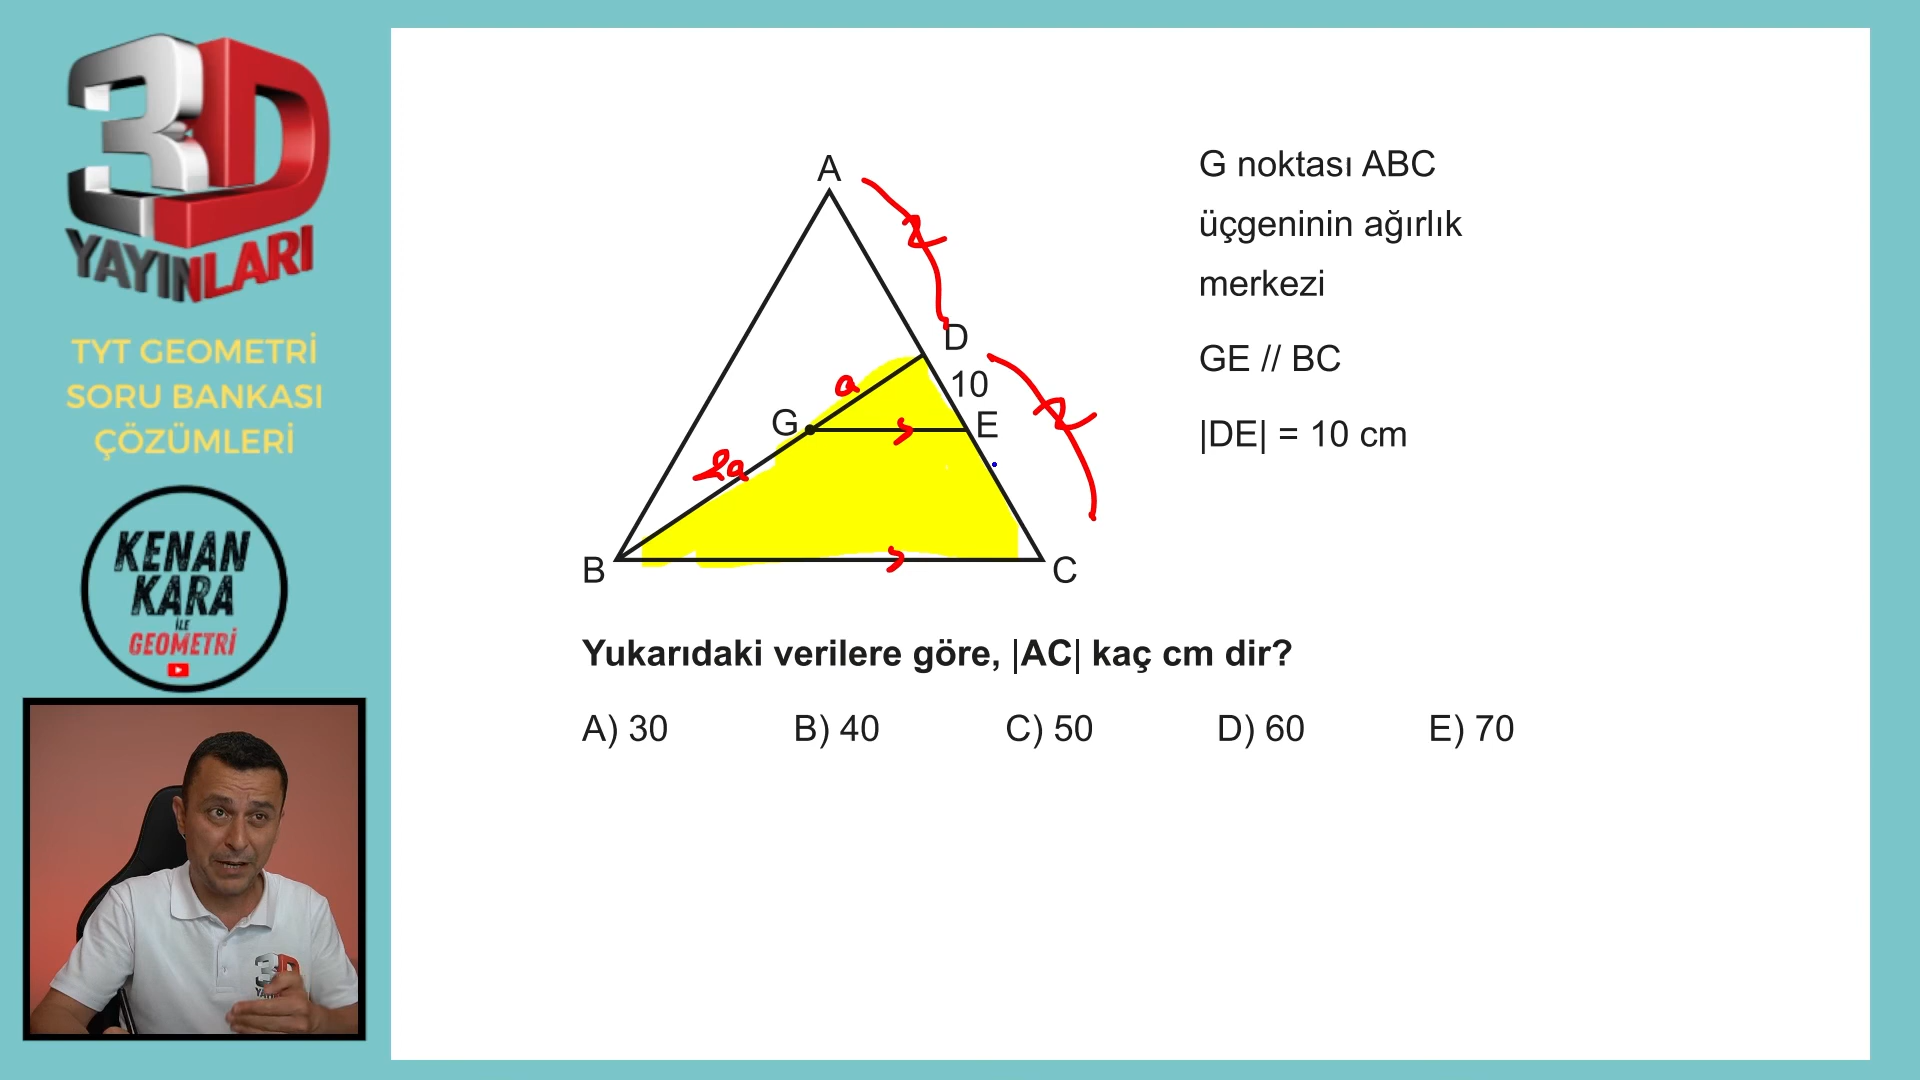 3D
YAYINLARI
TYT GEOMETRİ
SORU BANKASI
ÇÖZÜMLERİ
KENAN
KARA
İLE
GEOMETRİ
A
D
10
a
G
E
2a
B
C
G noktası ABC
üçgeninin ağırlık
merkezi
GE // BC
|DE| = 10 cm
Yukarıdaki verilere göre, |AC| kaç cm dir?
A) 30 B) 40 C) 50 D) 60 E) 70
3D